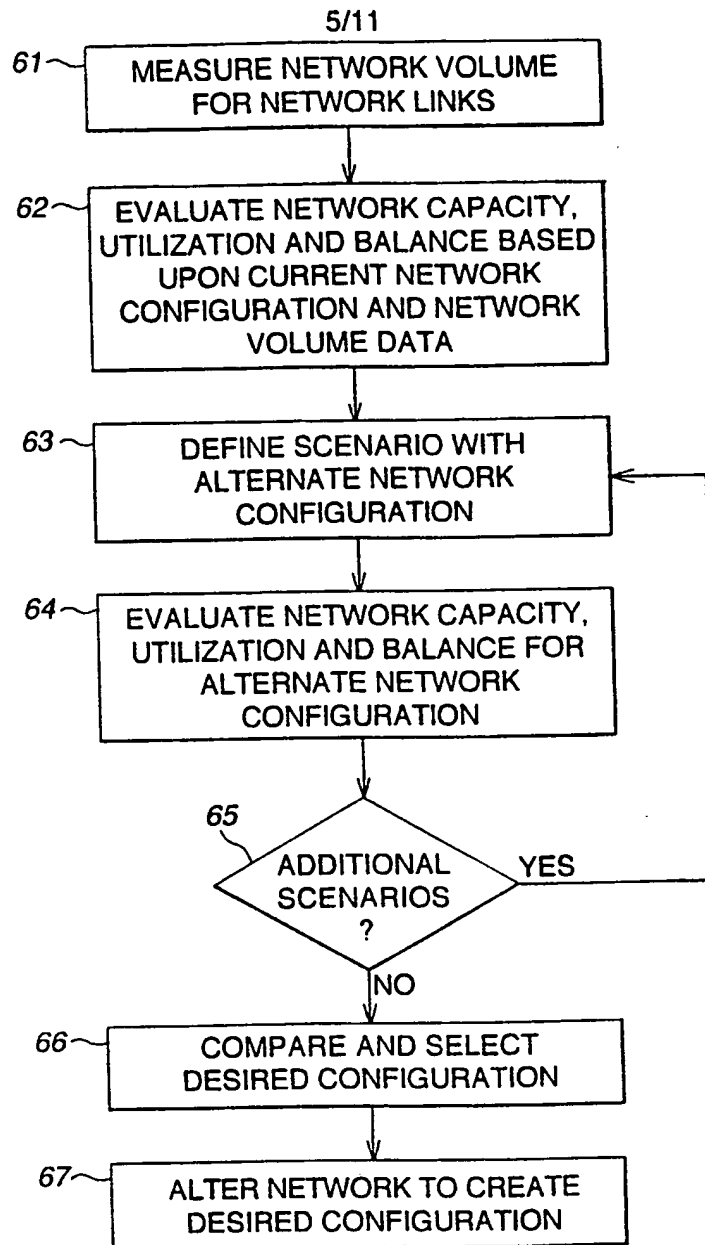 5/11
61
MEASURE NETWORK VOLUME
FOR NETWORK LINKS
62
EVALUATE NETWORK CAPACITY,
UTILIZATION AND BALANCE BASED
UPON CURRENT NETWORK
CONFIGURATION AND NETWORK
VOLUME DATA
63
DEFINE SCENARIO WITH
ALTERNATE NETWORK
CONFIGURATION
64
EVALUATE NETWORK CAPACITY,
UTILIZATION AND BALANCE FOR
ALTERNATE NETWORK
CONFIGURATION
65
ADDITIONAL
SCENARIOS
?
YES
NO
66
COMPARE AND SELECT
DESIRED CONFIGURATION
67
ALTER NETWORK TO CREATE
DESIRED CONFIGURATION